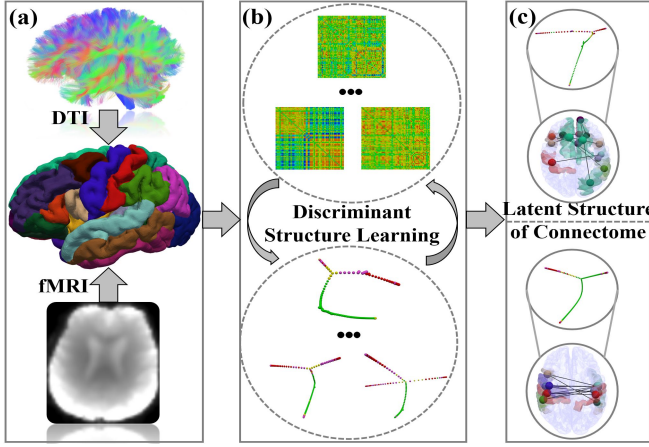 (a)
DTI
fMRI
(b)
Discriminant
Structure Learning
(c)
Latent Structure
of Connectome